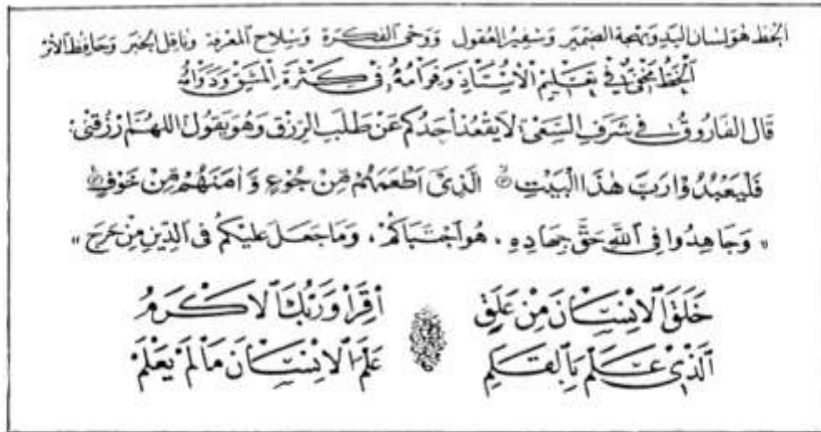 الخط هو لسان اليد وبهجة الضمير وسفير العقول ووحي الفكرة وسلاح المعرفة وناقل الخبر وحافظ الأثر
الخط مخفي في تعليم الأستاذ وقوامه في كثرة المشق ودوامه
قال الفاروق في شرف السعي: لا يقعد أحدكم عن طلب الرزق وهو يقول اللهم ارزقني
فليعبدوا رب هذا البيت الذي أطعمهم من جوع وآمنهم من خوف
"وجاهدوا في الله حق جهاده، هو اجتباكم، وما جعل عليكم في الدين من حرج"
خلق الإنسان من علق اقرأ وربك الأكرم
الذي علم بالقلم علم الإنسان ما لم يعلم